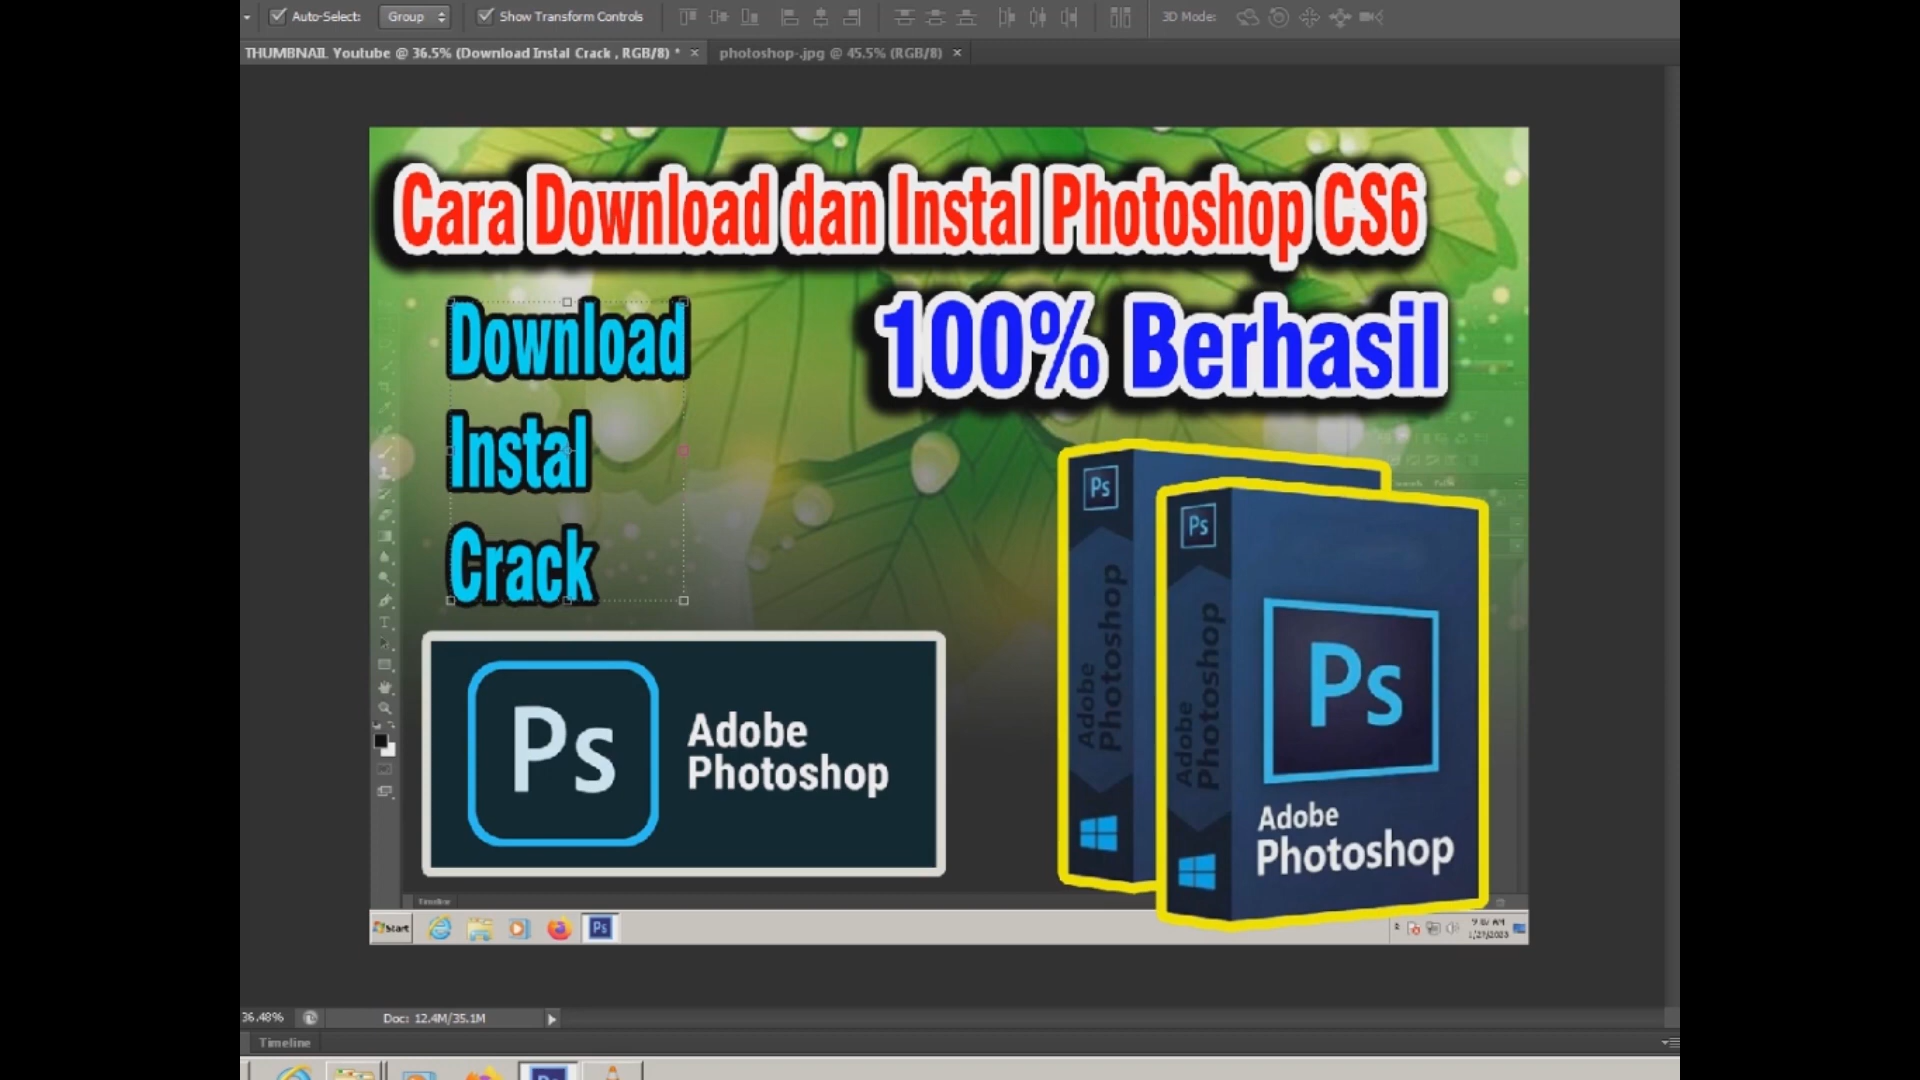 Auto-Select: Group Show Transform Controls 3D Mode:
THUMBNAIL Youtube @ 36.5% (Download Instal Crack , RGB/8) * × photoshop-.jpg @ 45.5% (RGB/8) ×
Cara Download dan Instal Photoshop CS6
100% Berhasil
Download
Instal
Crack
Ps
Adobe
Photoshop
Ps
Adobe
Photoshop
Ps
Adobe
Photoshop
Ps
Adobe
Photoshop
Timeline
Start
Ps
36.48% Doc: 12.4M/35.1M
Timeline
Ps